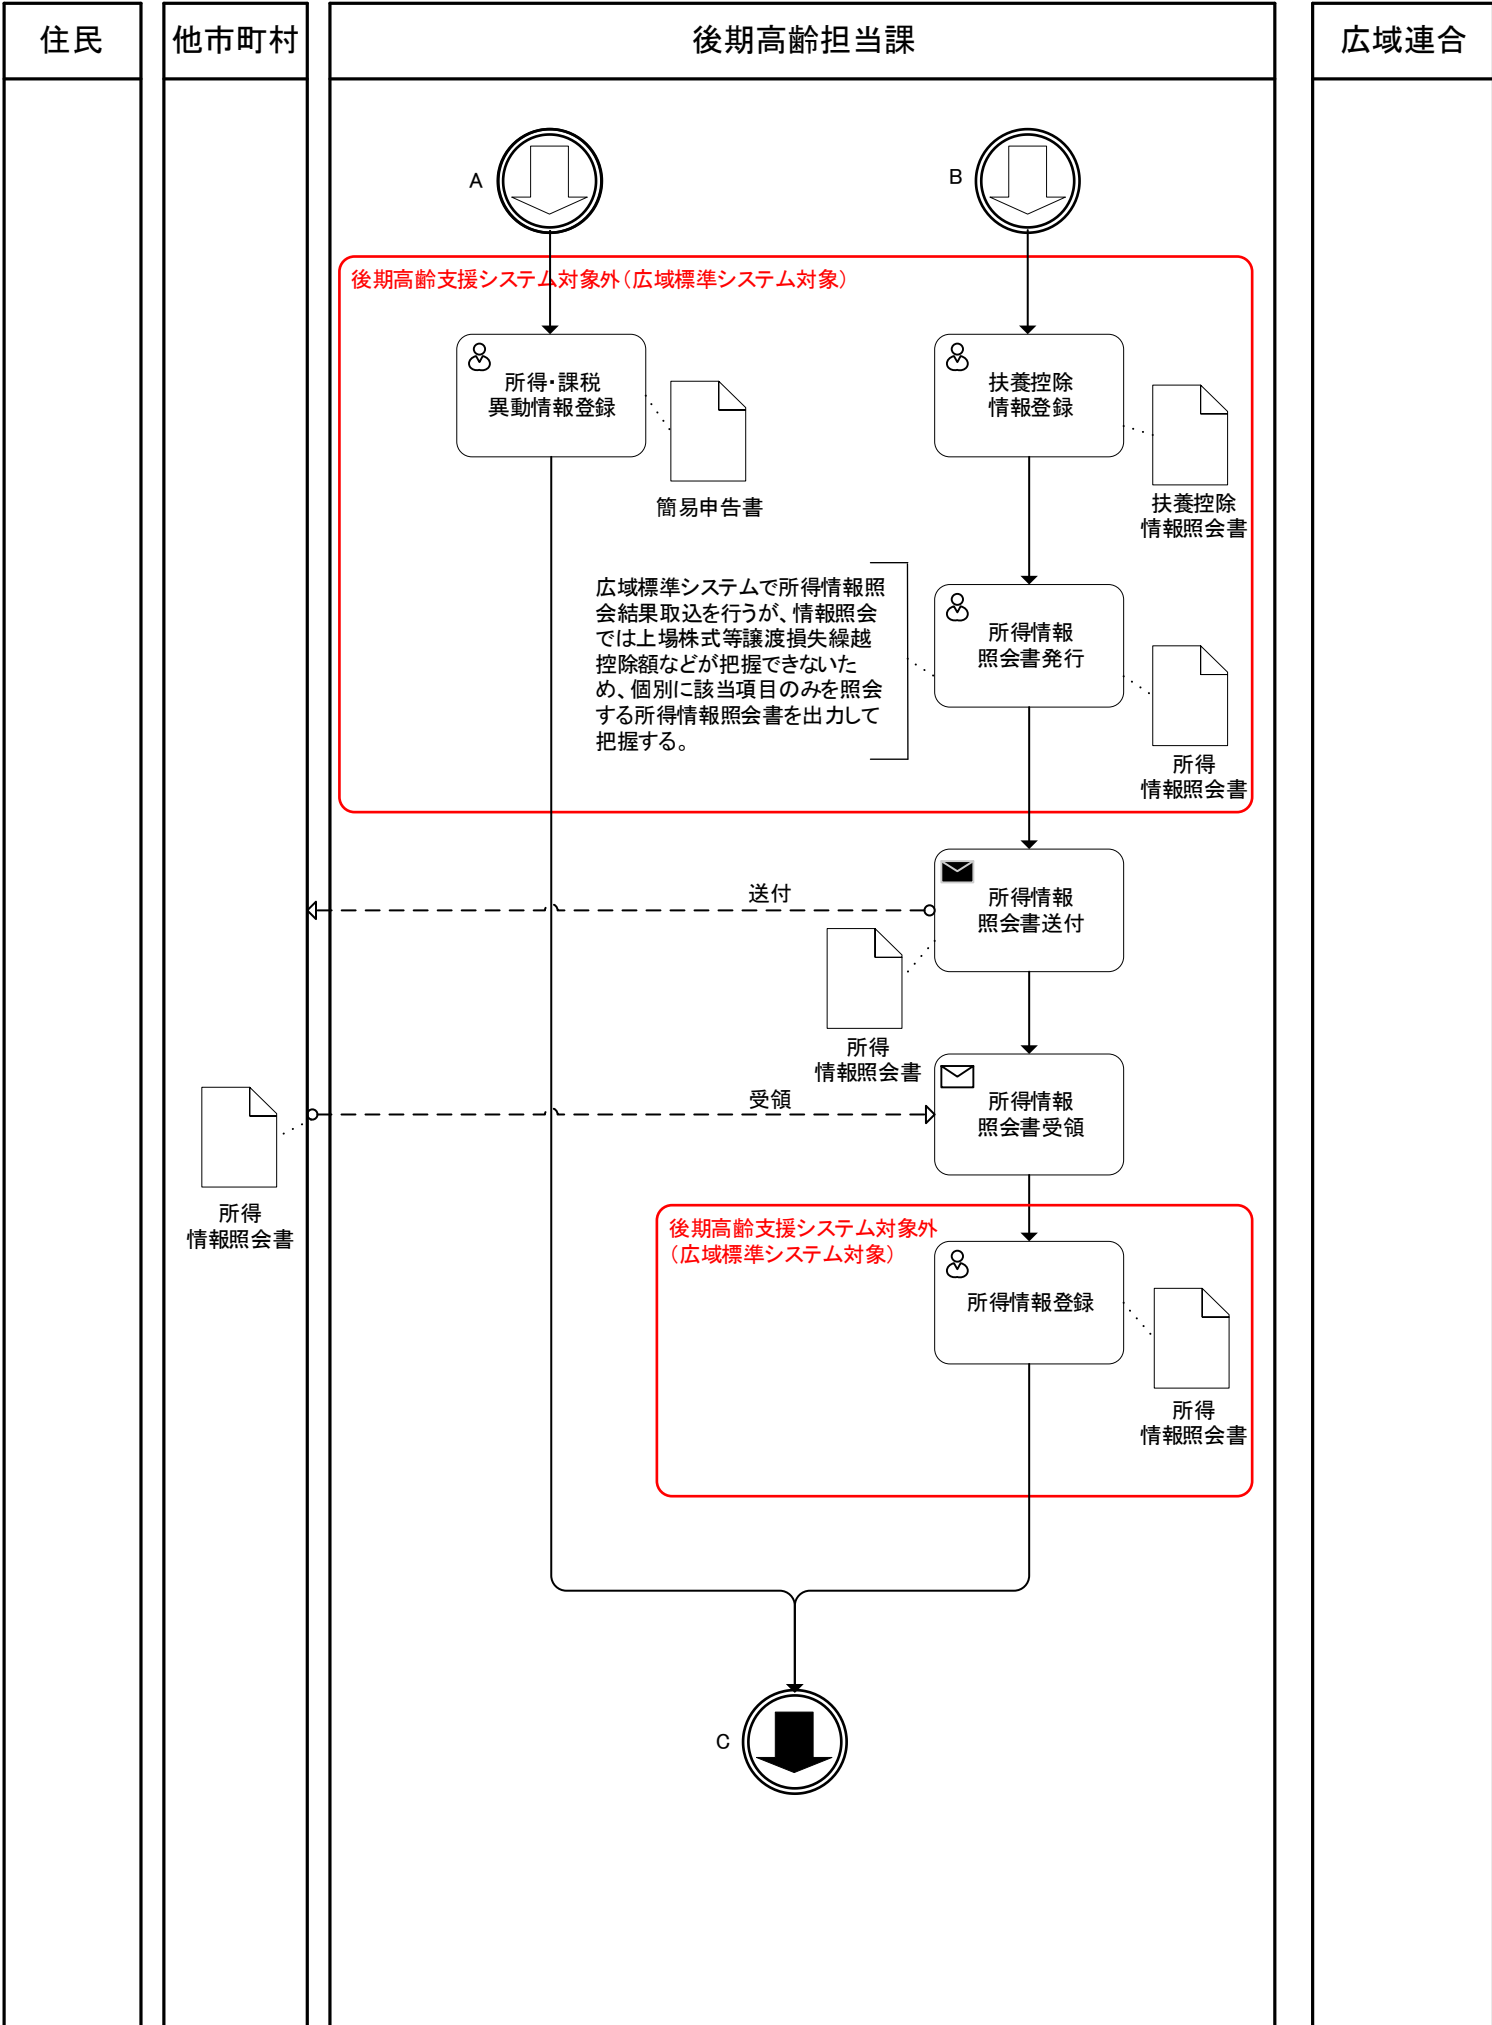 住民
他市町村
後期高齢担当課
広域連合
A
B
後期高齢支援システム対象外（広域標準システム対象）
所得・課税
異動情報登録
簡易申告書
扶養控除
情報登録
扶養控除
情報照会書
広域標準システムで所得情報照
会結果取込を行うが、情報照会
では上場株式等譲渡損失繰越
控除額などが把握できないた
め、個別に該当項目のみを照会
する所得情報照会書を出力して
把握する。
所得情報
照会書発行
所得
情報照会書
送付
所得情報
照会書送付
所得
情報照会書
受領
所得情報
照会書受領
所得
情報照会書
後期高齢支援システム対象外
（広域標準システム対象）
所得情報登録
所得
情報照会書
C